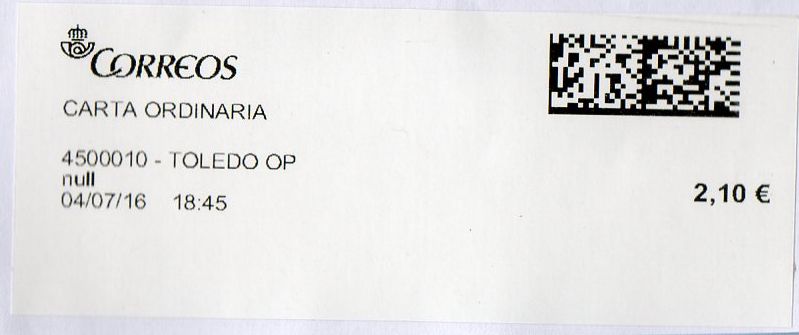 CORREOS
CARTA ORDINARIA
4500010 - TOLEDO OP
null
04/07/16 18:45
2,10 €